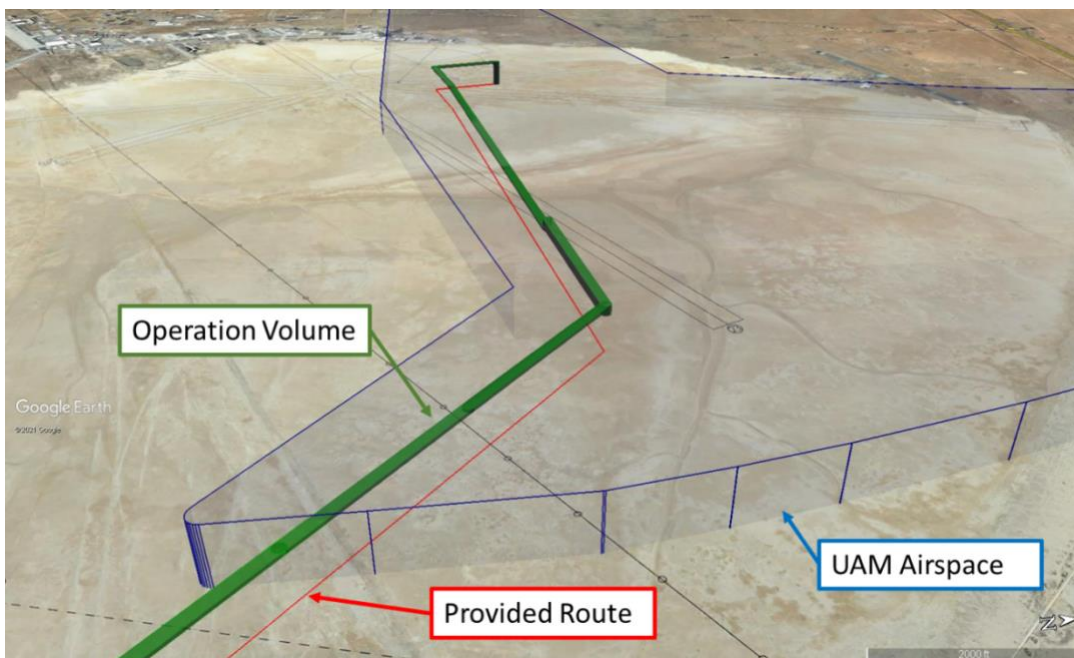 Operation Volume
Google Earth
©2021 Google
UAM Airspace
Provided Route
N
2000 ft